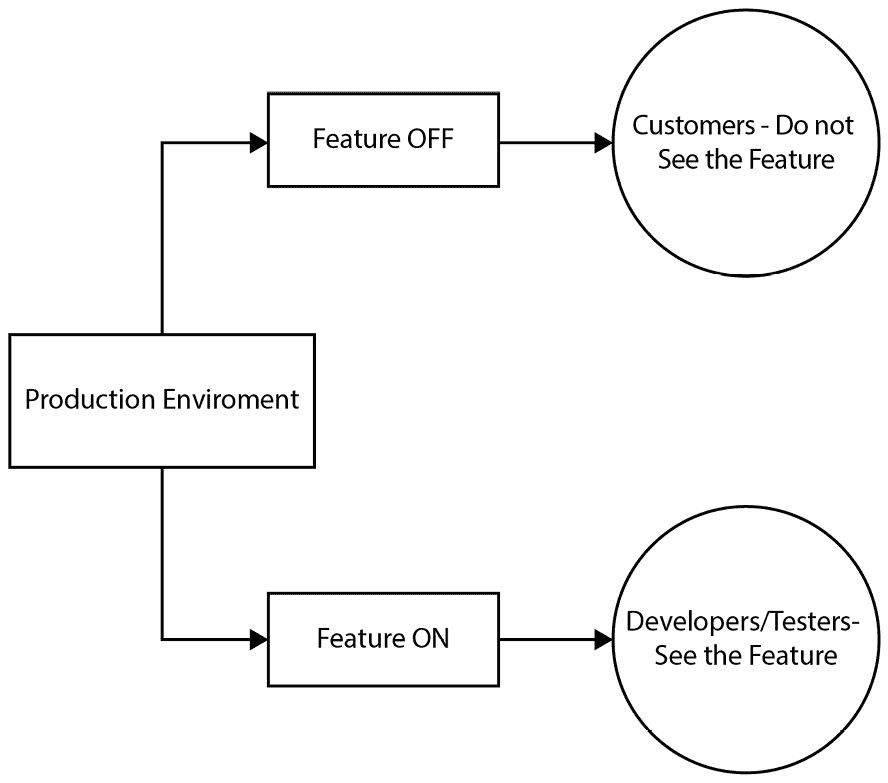 Feature OFF
Customers - Do not
See the Feature
Production Enviroment
Feature ON
Developers/Testers-
See the Feature